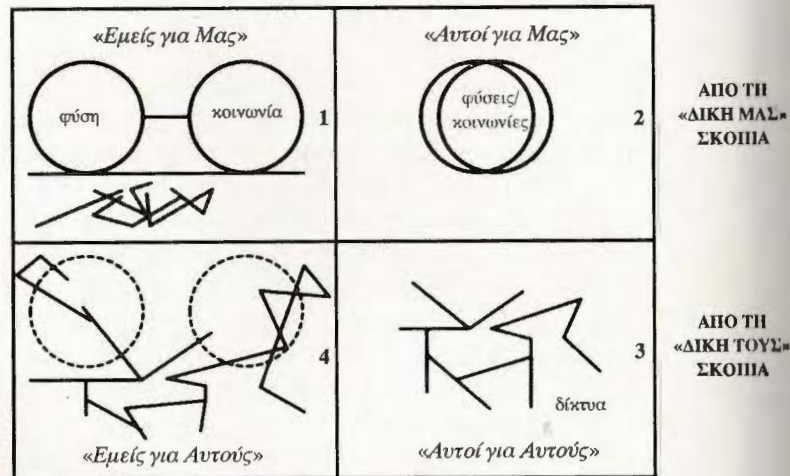 «Εμείς για Μας»
«Αυτοί για Μας»
φύση
κοινωνία
1
φύσεις/
κοινωνίες
2
ΑΠΟ ΤΗ
«ΔΙΚΗ ΜΑΣ»
ΣΚΟΠΙΑ
4
3
δίκτυα
ΑΠΟ ΤΗ
«ΔΙΚΗ ΤΟΥΣ»
ΣΚΟΠΙΑ
«Εμείς για Αυτούς»
«Αυτοί για Αυτούς»